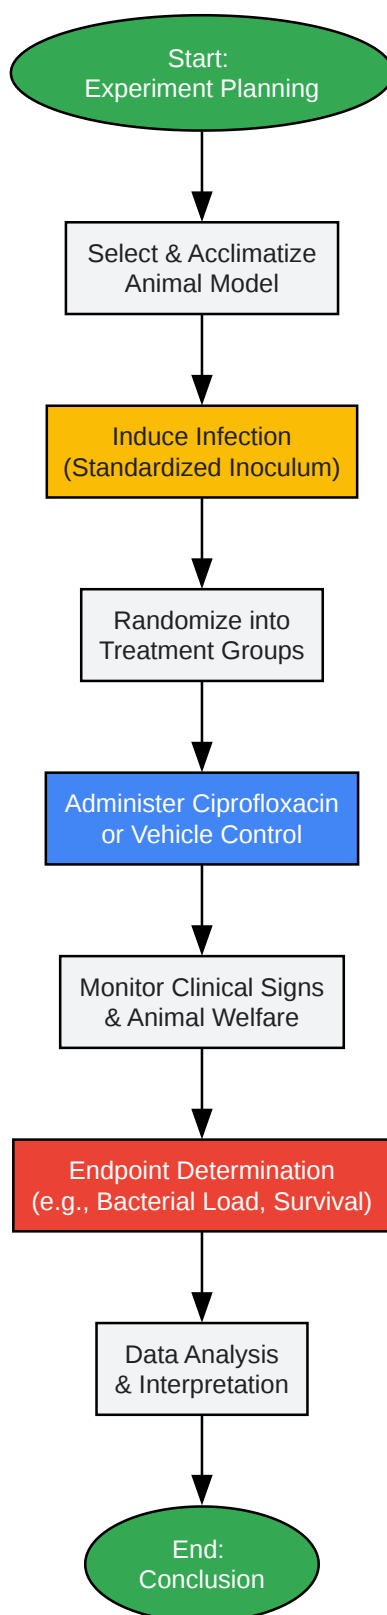 Start:
Experiment Planning
Select & Acclimatize
Animal Model
Induce Infection
(Standardized Inoculum)
Randomize into
Treatment Groups
Administer Ciprofloxacin
or Vehicle Control
Monitor Clinical Signs
& Animal Welfare
Endpoint Determination
(e.g., Bacterial Load, Survival)
Data Analysis
& Interpretation
End:
Conclusion